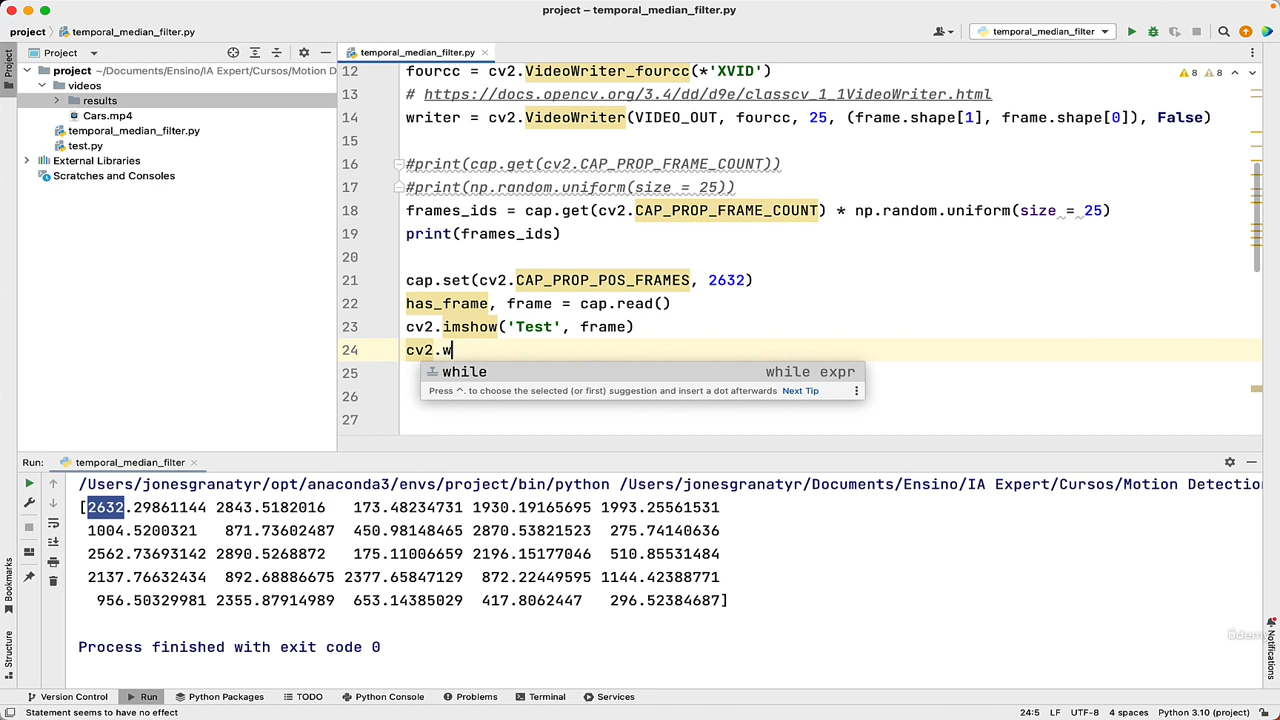 project – temporal_median_filter.py
project
temporal_median_filter.py
temporal_median_filter
Project
project ~/Documents/Ensino/IA Expert/Cursos/Motion D
videos
results
Cars.mp4
temporal_median_filter.py
test.py
External Libraries
Scratches and Consoles
temporal_median_filter.py
8 8
12 fourcc = cv2.VideoWriter_fourcc(*'XVID')
13 # https://docs.opencv.org/3.4/dd/d9e/classcv_1_1VideoWriter.html
14 writer = cv2.VideoWriter(VIDEO_OUT, fourcc, 25, (frame.shape[1], frame.shape[0]), False)
15
16 #print(cap.get(cv2.CAP_PROP_FRAME_COUNT))
17 #print(np.random.uniform(size = 25))
18 frames_ids = cap.get(cv2.CAP_PROP_FRAME_COUNT) * np.random.uniform(size = 25)
19 print(frames_ids)
20
21 cap.set(cv2.CAP_PROP_POS_FRAMES, 2632)
22 has_frame, frame = cap.read()
23 cv2.imshow('Test', frame)
24 cv2.w
25
26
27
while while expr
Press ^. to choose the selected (or first) suggestion and insert a dot afterwards Next Tip
Run: temporal_median_filter
/Users/jonesgranatyr/opt/anaconda3/envs/project/bin/python /Users/jonesgranatyr/Documents/Ensino/IA Expert/Cursos/Motion Detectio
[2632.29861144 2843.5182016 173.48234731 1930.19165695 1993.25561531
1004.5200321 871.73602487 450.98148465 2870.53821523 275.74140636
2562.73693142 2890.5268872 175.11006659 2196.15177046 510.85531484
2137.76632434 892.68886675 2377.65847129 872.22449595 1144.42388771
956.50329981 2355.87914989 653.14385029 417.8062447 296.52384687]
Process finished with exit code 0
Project
Bookmarks
Structure
Notifications
Udemy
Version Control Run Python Packages TODO Python Console Problems Terminal Services
Statement seems to have no effect
24:5 LF UTF-8 4 spaces Python 3.10 (project)